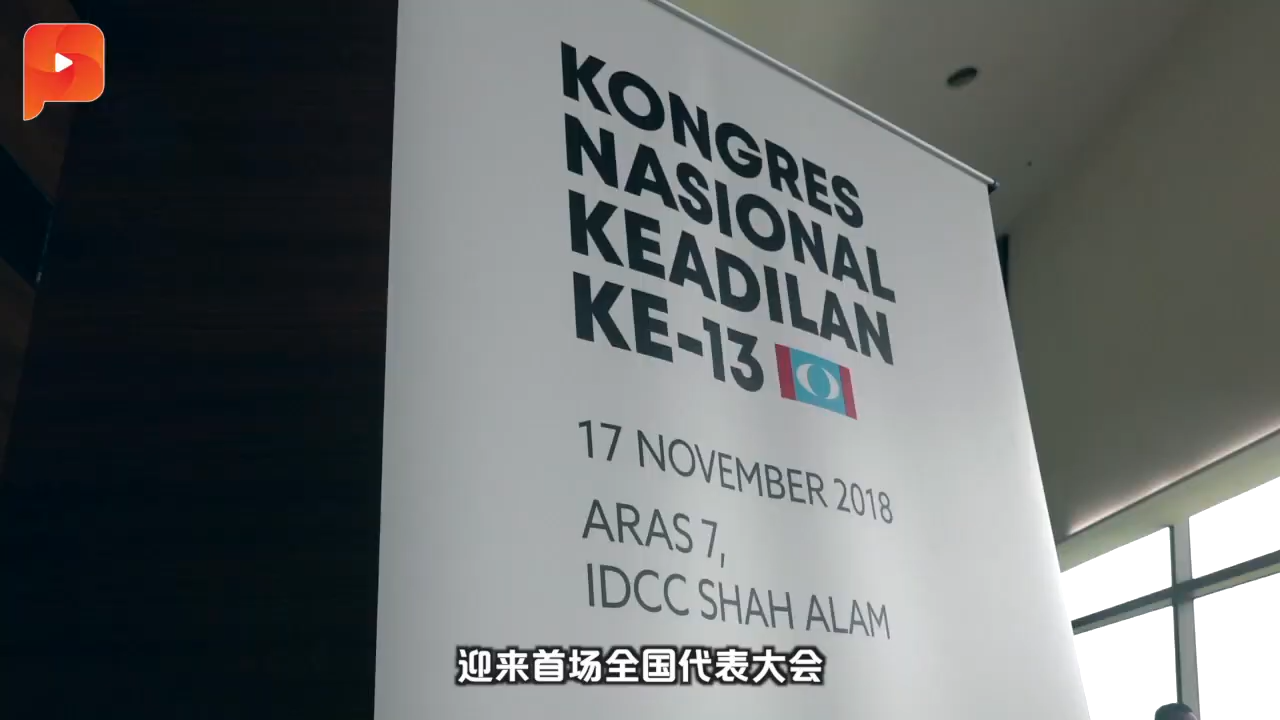 KONGRES
NASIONAL
KEADILAN
KE-13
17 NOVEMBER 2018
ARAS 7,
IDCC SHAH ALAM
迎来首场全国代表大会